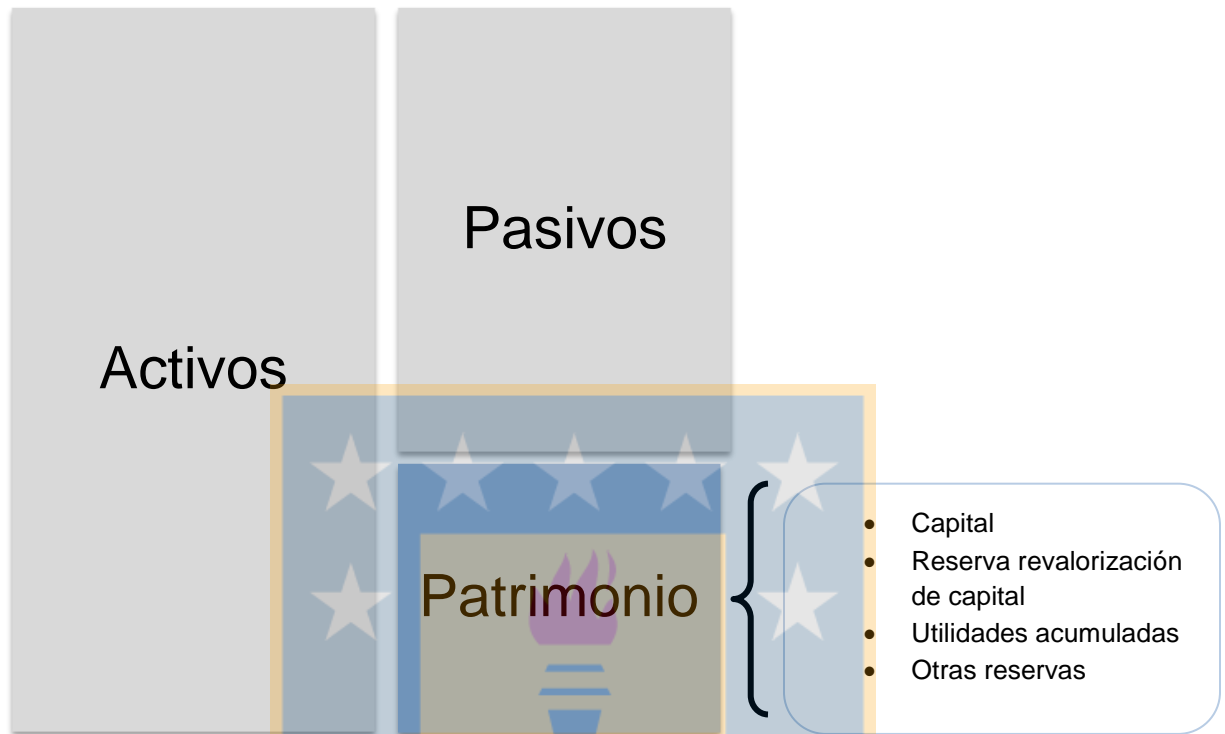 Pasivos
Activos
Patrimonio
• Capital
• Reserva revalorización
de capital
• Utilidades acumuladas
• Otras reservas